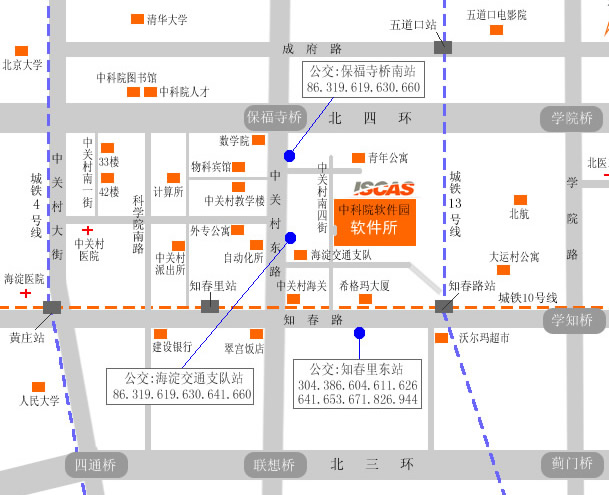 清华大学
五道口站
五道口电影院
北京大学
成府路
中科院图书馆
中科院人才
公交:保福寺桥南站
86.319.619.630.660
保福寺桥
北四环
学院桥
数学院
青年公寓
北医三
中关村南一街
33楼
42楼
物科宾馆
计算所
中关村教学楼
中关村南四街
ISCAS
中科院软件园
软件所
城铁4号线
中关村大街
科学院南路
中关村东路
城铁13号线
学院路
北航
外专公寓
中关村
医院
中关村
派出所
自动化所
海淀交通支队
大运村公寓
海淀医院
知春里站
中关村海关
希格玛大厦
知春路站
城铁10号线
黄庄站
知春路
学知桥
建设银行
翠宫饭店
沃尔玛超市
公交:海淀交通支队站
86.319.619.630.641.660
公交:知春里东站
304.386.604.611.626
641.653.671.826.944
人民大学
四通桥
联想桥
北三环
蓟门桥